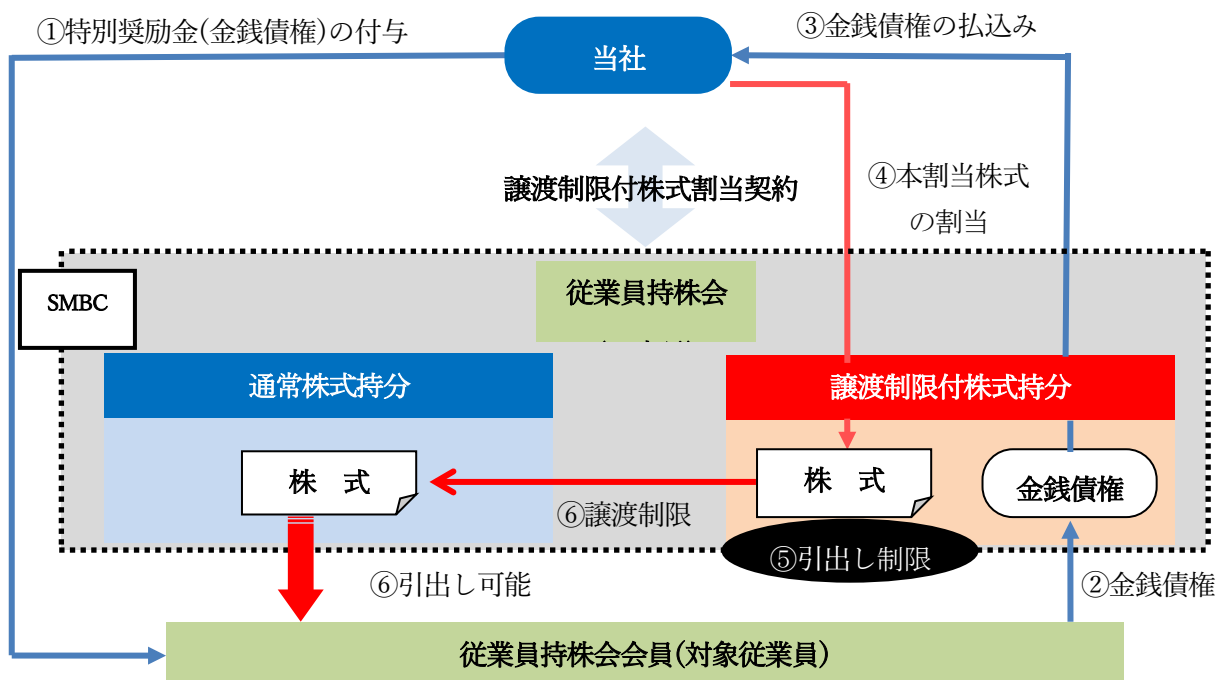 ①特別奨励金(金銭債権)の付与
当社
③金銭債権の払込み
譲渡制限付株式割当契約
④本割当株式
の割当
SMBC
従業員持株会
通常株式持分
譲渡制限付株式持分
株　式
株　式
金銭債権
⑥譲渡制限
⑤引出し制限
⑥引出し可能
②金銭債権
従業員持株会会員(対象従業員)